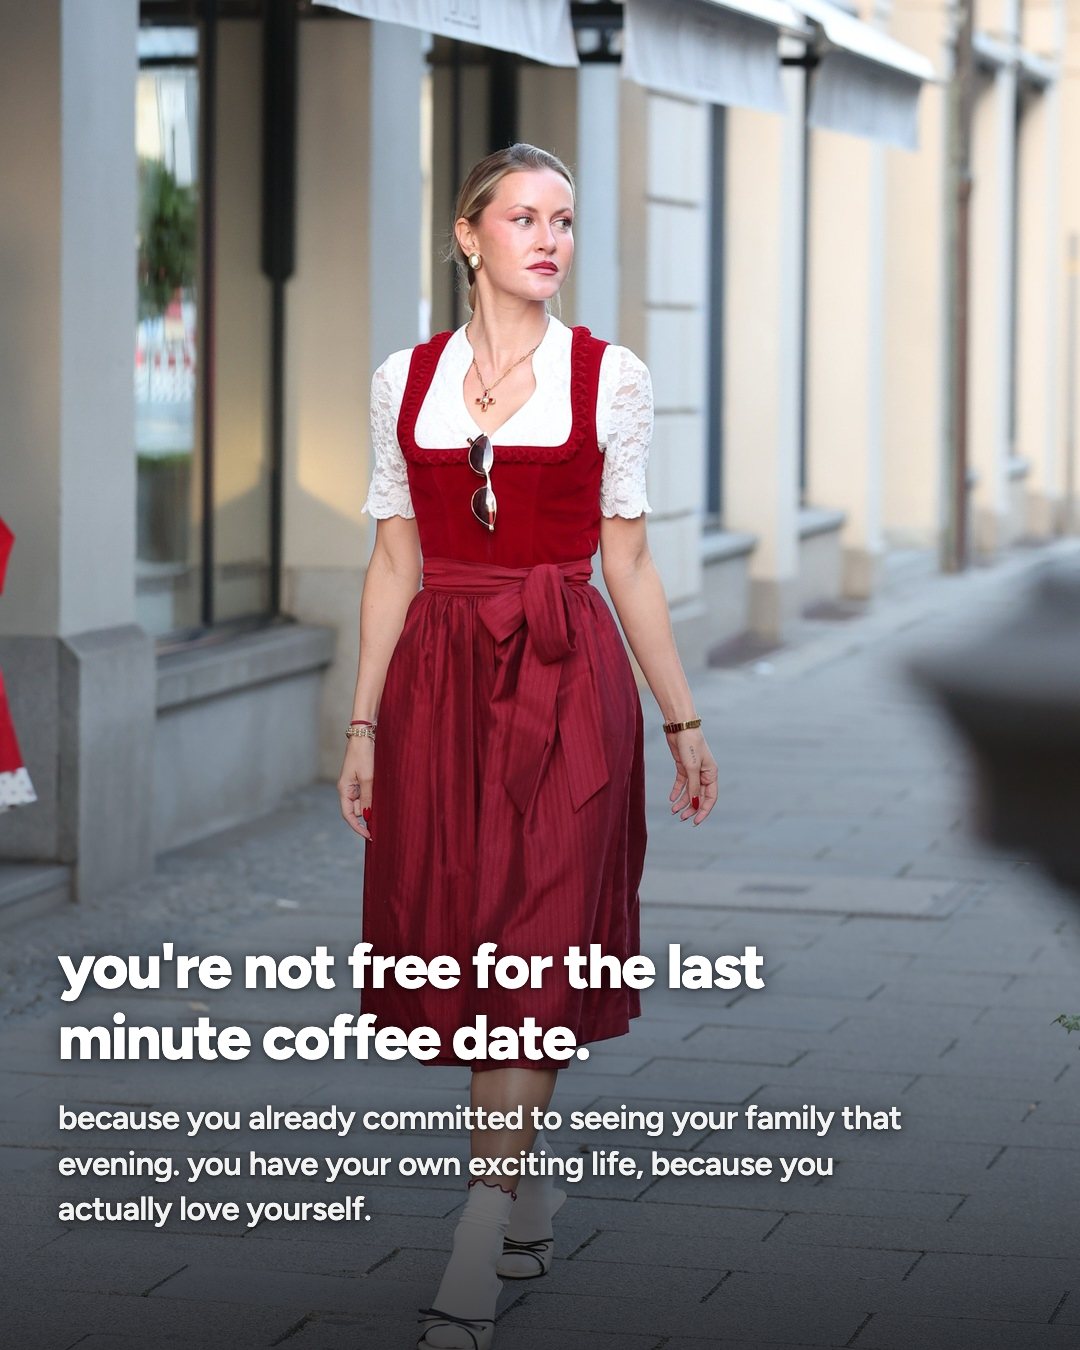 you're not free for the last
minute coffee date.
because you already committed to seeing your family that
evening. you have your own exciting life, because you
actually love yourself.